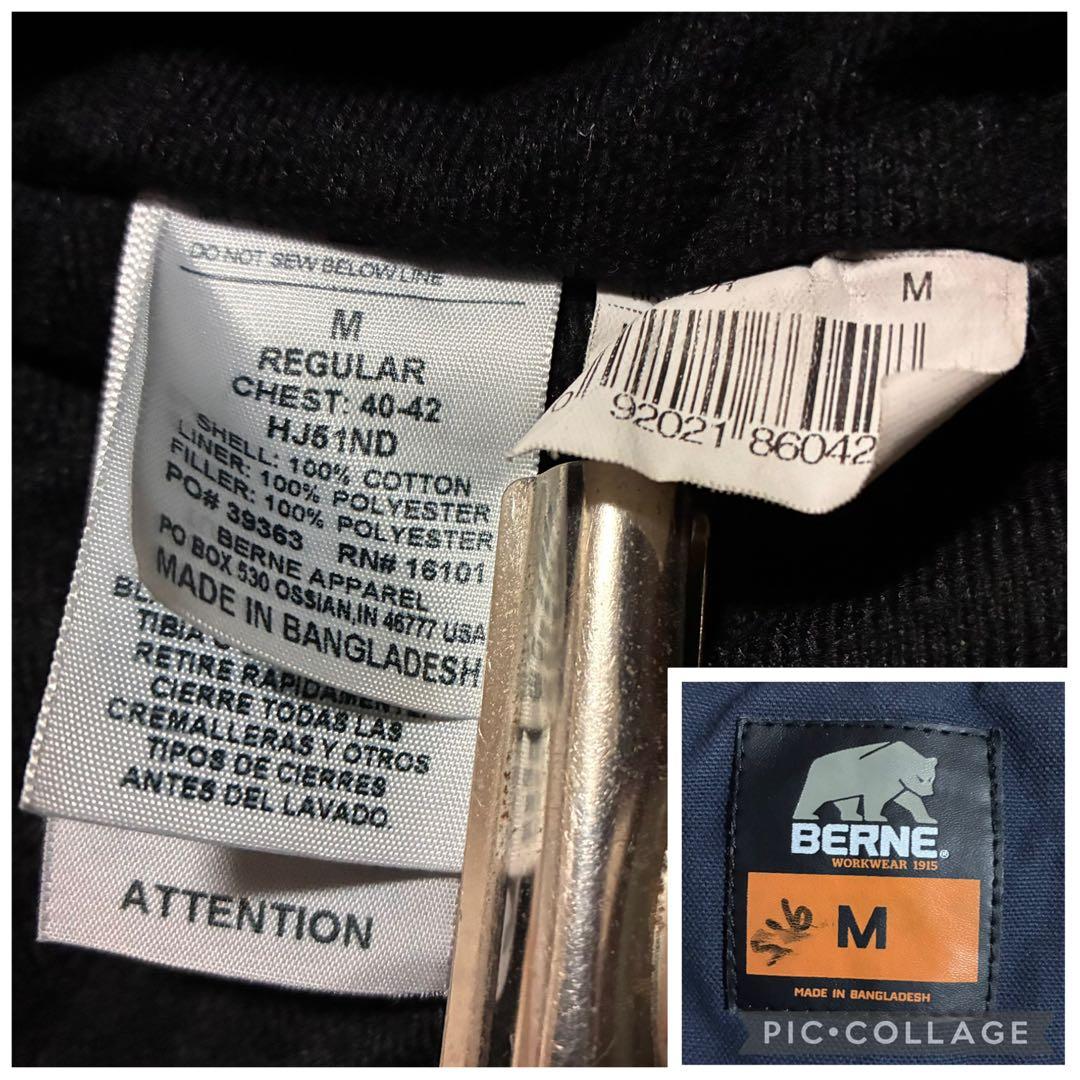 DO NOT SEW BELOW LINE
M
REGULAR
CHEST: 40-42
HJ51ND
SHELL: 100% COTTON
LINER: 100% POLYESTER
FILLER: 100% POLYESTER
PO# 39363 RN# 16101
BERNE APPAREL
PO BOX 530 OSSIAN, IN 46777 USA
MADE IN BANGLADESH
TIBIA
RETIRE RAPIDAMENTE.
CIERRE TODAS LAS
CREMALLERAS Y OTROS
TIPOS DE CIERRES
ANTES DEL LAVADO.
ATTENTION
M
0 92021 86042
BERNE®
WORKWEAR 1915
M
MADE IN BANGLADESH
PIC•COLLAGE